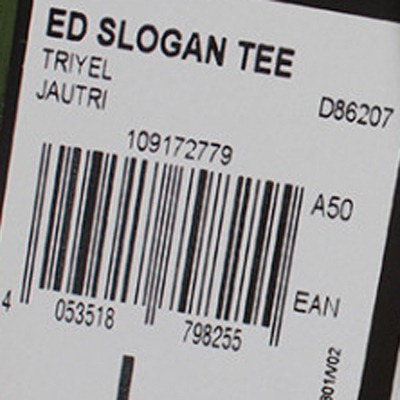 ED SLOGAN TEE
TRIYEL
JAUTRI
D86207
109172779
A50
EAN
4 053518 798255